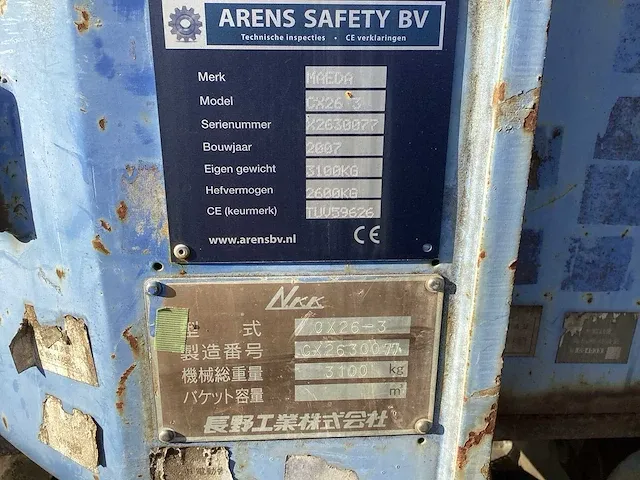 ARENS SAFETY BV
Technische inspecties • CE verklaringen
Merk MAEDA
Model CX26-3
Serienummer X2630077
Bouwjaar 2007
Eigen gewicht 3100KG
Hefvermogen 2600KG
CE (keurmerk) TUV59626
www.arensbv.nl CE
NKK
式 CX26-3
製造番号 CX2630077
機械総重量 3100 kg
バケット容量 m³
長野工業株式会社